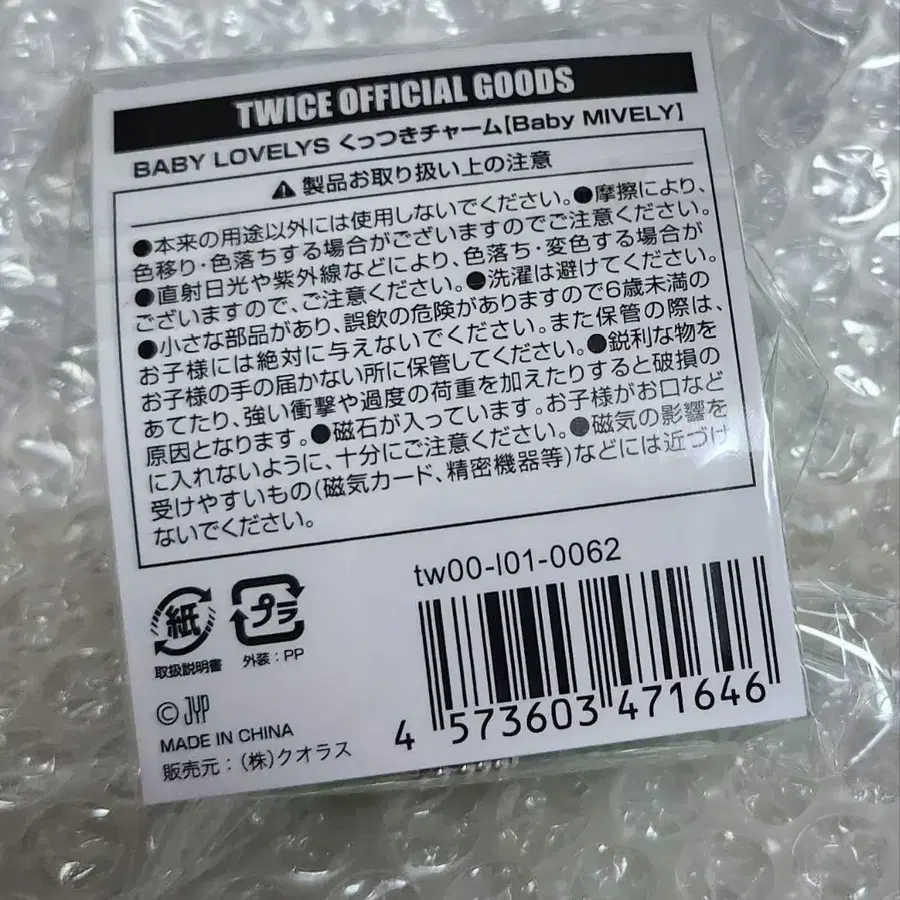 TWICE OFFICIAL GOODS
BABY LOVELYS くっつきチャーム【Baby MIVELY】
⚠製品お取り扱い上の注意
●本来の用途以外には使用しないでください。●摩擦により、
色移り・色落ちする場合がございますのでご注意ください。
●直射日光や紫外線などにより、色落ち・変色する場合が
ございますので、ご注意ください。●洗濯は避けてください。
●小さな部品があり、誤飲の危険がありますので6歳未満の
お子様には絶対に与えないでください。また保管の際は、
お子様の手の届かない所に保管してください。●鋭利な物を
あてたり、強い衝撃や過度の荷重を加えたりすると破損の
原因となります。●磁石が入っています。お子様がお口など
に入れないように、十分にご注意ください。●磁気の影響を
受けやすいもの(磁気カード、精密機器等)などには近づけ
ないでください。
tw00-I01-0062
紙
プラ
取扱説明書
外装：PP
4 573603 471646
© JYP
MADE IN CHINA
販売元：(株)クオラス